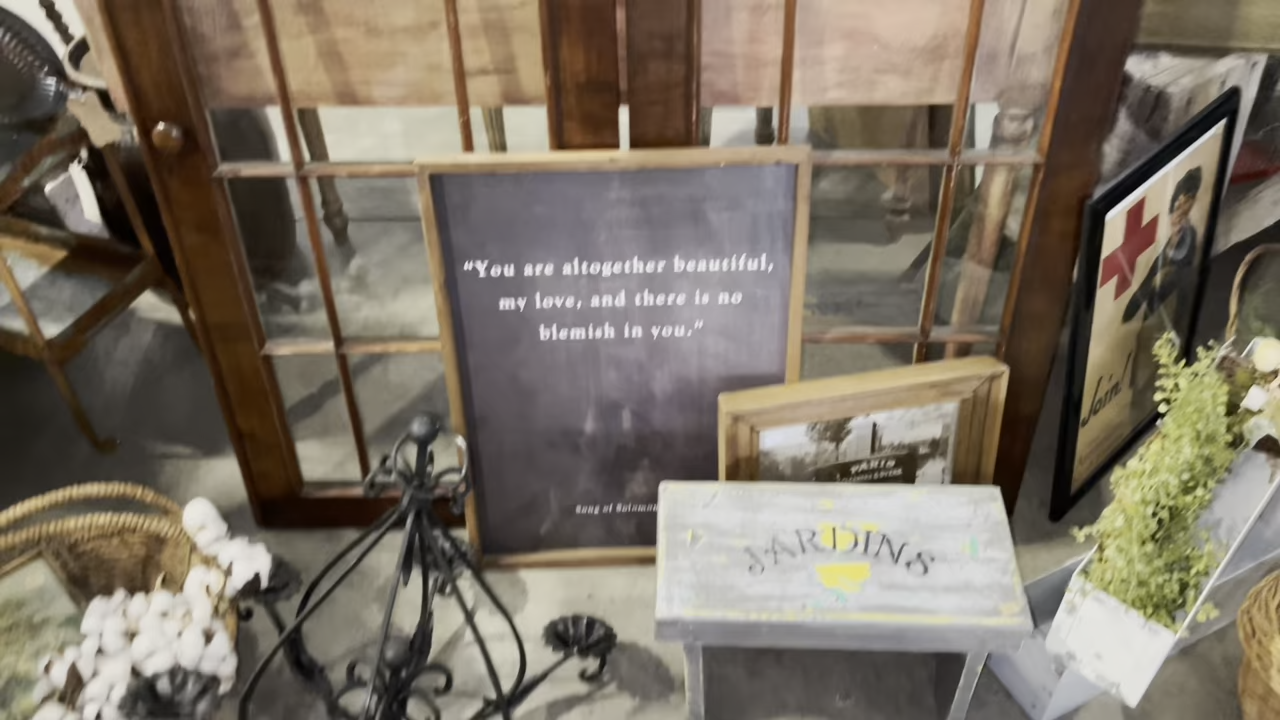 “You are altogether beautiful,
my love, and there is no
blemish in you.”
Song of Solomon
PARIS
JARDINS
Join!